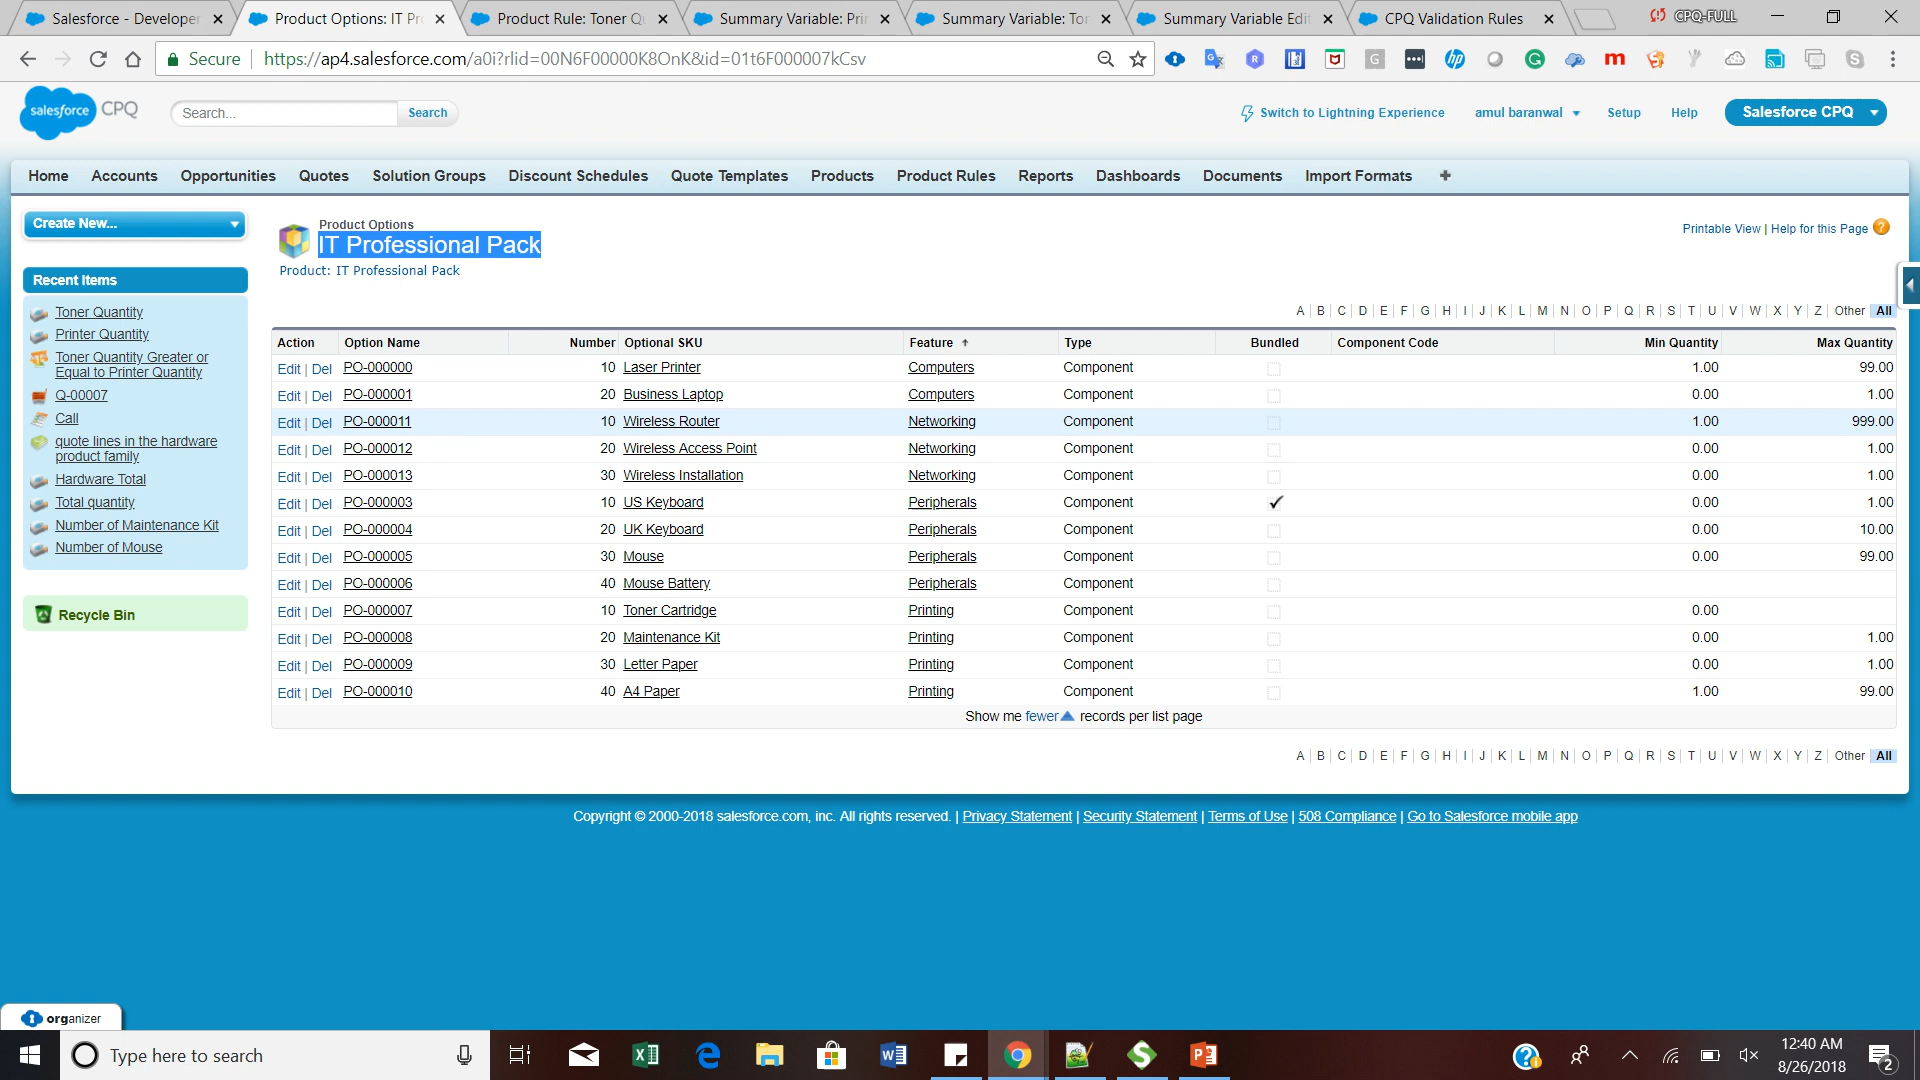 Salesforce - Developer
Product Options: IT Pr
Product Rule: Toner Q
Summary Variable: Prin
Summary Variable: Ton
Summary Variable Edit
CPQ Validation Rules
CPQ-FULL
Secure
https://ap4.salesforce.com/a0i?rlid=00N6F00000K8OnK&id=01t6F000007kCsv
salesforce CPQ
Search...
Search
Switch to Lightning Experience
amul baranwal
Setup
Help
Salesforce CPQ
Home Accounts Opportunities Quotes Solution Groups Discount Schedules Quote Templates Products Product Rules Reports Dashboards Documents Import Formats
Create New...
Recent Items
Toner Quantity
Printer Quantity
Toner Quantity Greater or
Equal to Printer Quantity
Q-00007
Call
quote lines in the hardware
product family
Hardware Total
Total quantity
Number of Maintenance Kit
Number of Mouse
Recycle Bin
Product Options
IT Professional Pack
Product: IT Professional Pack
Printable View | Help for this Page
A | B | C | D | E | F | G | H | I | J | K | L | M | N | O | P | Q | R | S | T | U | V | W | X | Y | Z | Other | All
Action Option Name Number Optional SKU Feature Type Bundled Component Code Min Quantity Max Quantity
Edit | Del PO-000000 10 Laser Printer Computers Component 1.00 99.00
Edit | Del PO-000001 20 Business Laptop Computers Component 0.00 1.00
Edit | Del PO-000011 10 Wireless Router Networking Component 1.00 999.00
Edit | Del PO-000012 20 Wireless Access Point Networking Component 0.00 1.00
Edit | Del PO-000013 30 Wireless Installation Networking Component 0.00 1.00
Edit | Del PO-000003 10 US Keyboard Peripherals Component 0.00 1.00
Edit | Del PO-000004 20 UK Keyboard Peripherals Component 0.00 10.00
Edit | Del PO-000005 30 Mouse Peripherals Component 0.00 99.00
Edit | Del PO-000006 40 Mouse Battery Peripherals Component
Edit | Del PO-000007 10 Toner Cartridge Printing Component 0.00
Edit | Del PO-000008 20 Maintenance Kit Printing Component 0.00 1.00
Edit | Del PO-000009 30 Letter Paper Printing Component 0.00 1.00
Edit | Del PO-000010 40 A4 Paper Printing Component 1.00 99.00
Show me fewer records per list page
A | B | C | D | E | F | G | H | I | J | K | L | M | N | O | P | Q | R | S | T | U | V | W | X | Y | Z | Other | All
Copyright © 2000-2018 salesforce.com, inc. All rights reserved. | Privacy Statement | Security Statement | Terms of Use | 508 Compliance | Go to Salesforce mobile app
organizer
Type here to search
12:40 AM
8/26/2018
2